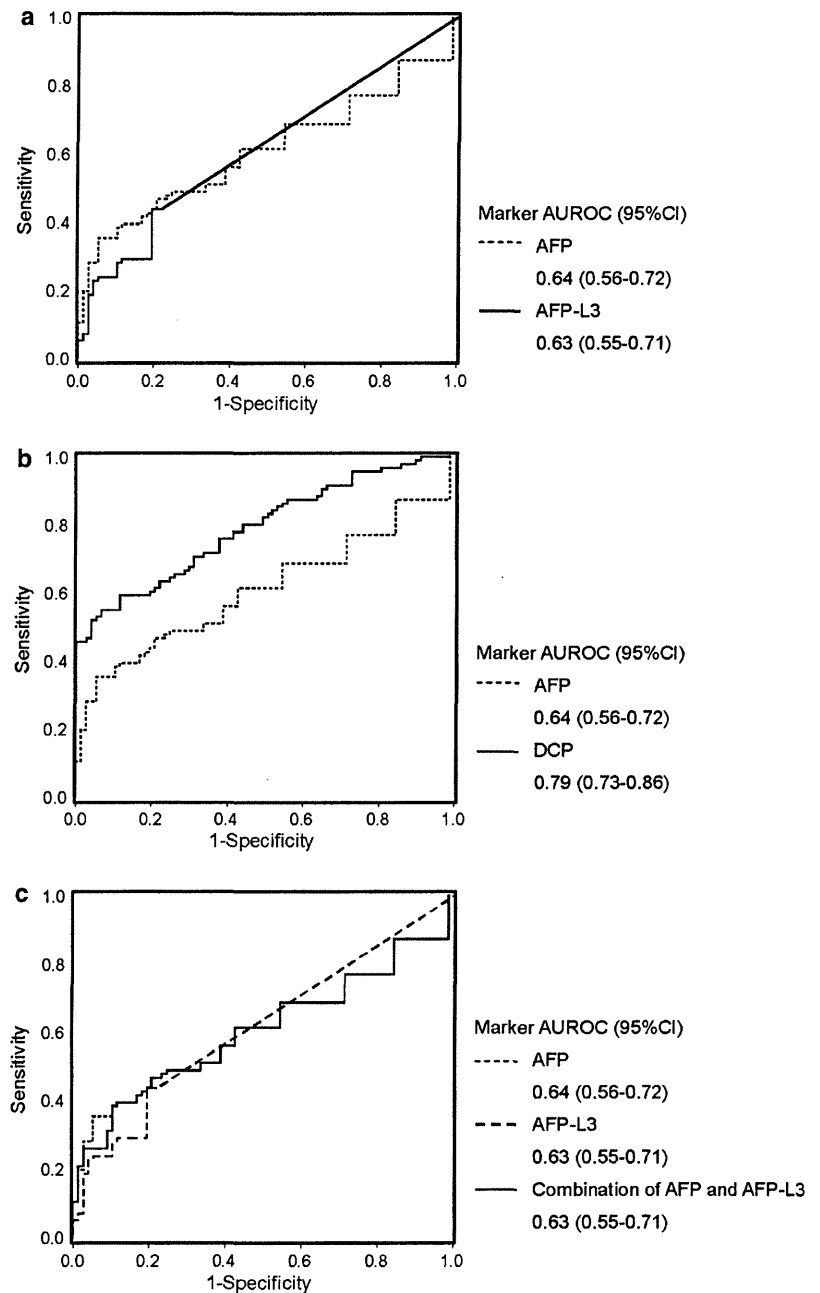 a
1.0
0.8
0.6
0.4
0.2
0.0
Sensitivity
0.0 0.2 0.4 0.6 0.8 1.0
1-Specificity
Marker AUROC (95%CI)
AFP
0.64 (0.56-0.72)
AFP-L3
0.63 (0.55-0.71)
b
1.0
0.8
0.6
0.4
0.2
0.0
Sensitivity
0.0 0.2 0.4 0.6 0.8 1.0
1-Specificity
Marker AUROC (95%CI)
AFP
0.64 (0.56-0.72)
DCP
0.79 (0.73-0.86)
c
1.0
0.8
0.6
0.4
0.2
0.0
Sensitivity
0.0 0.2 0.4 0.6 0.8 1.0
1-Specificity
Marker AUROC (95%CI)
AFP
0.64 (0.56-0.72)
AFP-L3
0.63 (0.55-0.71)
Combination of AFP and AFP-L3
0.63 (0.55-0.71)